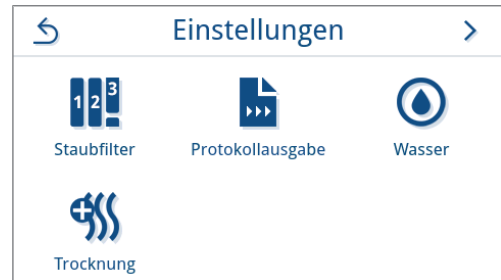 Einstellungen
1 2 3
Staubfilter
Protokollausgabe
Wasser
Trocknung